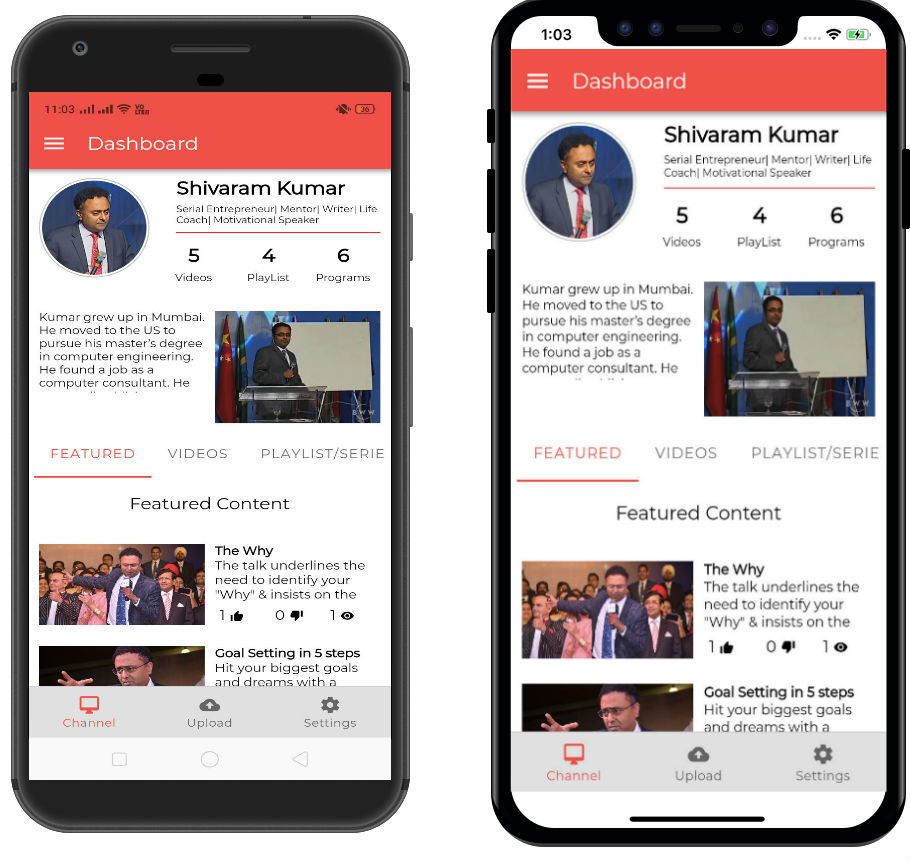 11:03
VO
LTE
36
Dashboard
Shivaram Kumar
Serial Entrepreneur| Mentor| Writer| Life
Coach| Motivational Speaker
5 4 6
Videos PlayList Programs
Kumar grew up in Mumbai.
He moved to the US to
pursue his master's degree
in computer engineering.
He found a job as a
computer consultant. He
BWW
FEATURED VIDEOS PLAYLIST/SERIE
Featured Content
The Why
The talk underlines the
need to identify your
"Why" & insists on the
1 0 1
Goal Setting in 5 steps
Hit your biggest goals
and dreams with a
Channel Upload Settings
1:03
Dashboard
Shivaram Kumar
Serial Entrepreneur| Mentor| Writer| Life
Coach| Motivational Speaker
5 4 6
Videos PlayList Programs
Kumar grew up in Mumbai.
He moved to the US to
pursue his master's degree
in computer engineering.
He found a job as a
computer consultant. He
BWW
FEATURED VIDEOS PLAYLIST/SERIE
Featured Content
The Why
The talk underlines the
need to identify your
"Why" & insists on the
1 0 1
Goal Setting in 5 steps
Hit your biggest goals
and dreams with a
Channel Upload Settings